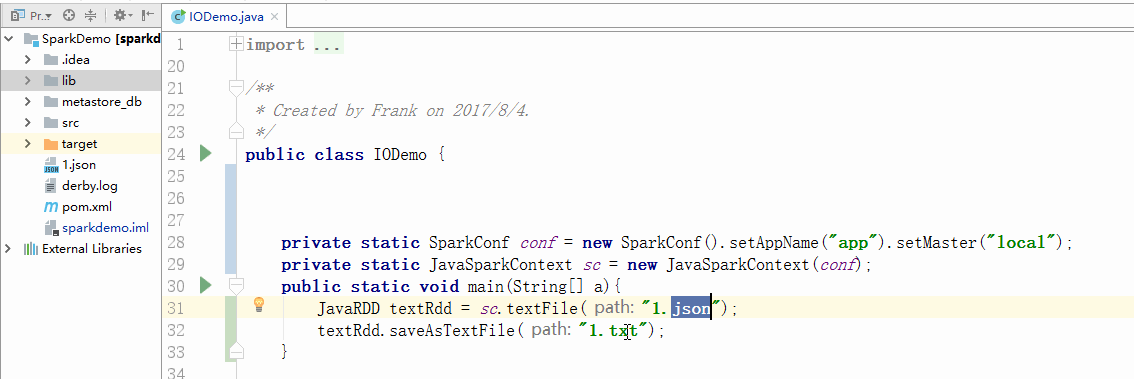 Pr..
IODemo.java
SparkDemo [sparkd
.idea
lib
metastore_db
src
target
1.json
derby.log
pom.xml
sparkdemo.iml
External Libraries
1 import ...
20
21 /**
22 * Created by Frank on 2017/8/4.
23 */
24 public class IODemo {
25
26
27
28 private static SparkConf conf = new SparkConf().setAppName("app").setMaster("local");
29 private static JavaSparkContext sc = new JavaSparkContext(conf);
30 public static void main(String[] a){
31 JavaRDD textRdd = sc.textFile( path: "1.json");
32 textRdd.saveAsTextFile( path: "1.txt");
33 }
34